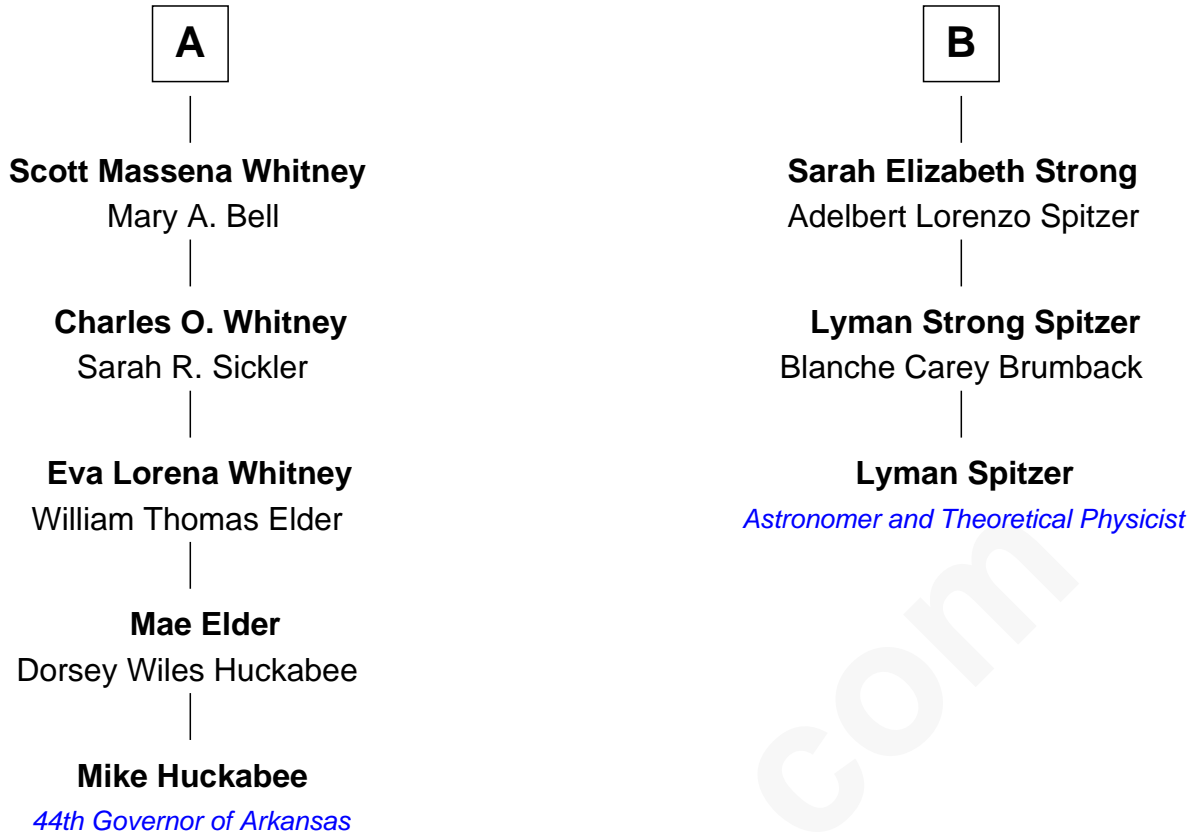 A
Scott Massena Whitney
Mary A. Bell
Charles O. Whitney
Sarah R. Sickler
Eva Lorena Whitney
William Thomas Elder
Mae Elder
Dorsey Wiles Huckabee
Mike Huckabee
44th Governor of Arkansas
B
Sarah Elizabeth Strong
Adelbert Lorenzo Spitzer
Lyman Strong Spitzer
Blanche Carey Brumback
Lyman Spitzer
Astronomer and Theoretical Physicist
com